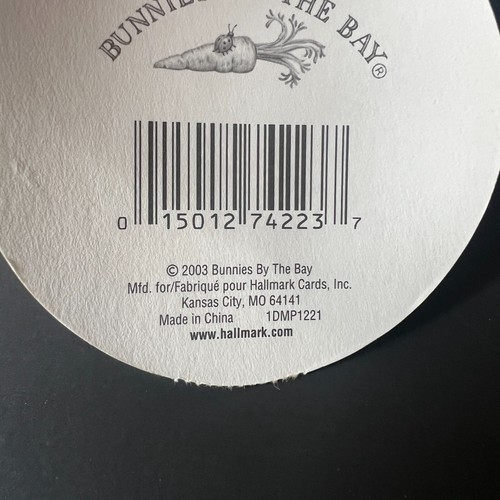 BUNNIES THE BAY®
0 15012 74223 7
© 2003 Bunnies By The Bay
Mfd. for/Fabriqué pour Hallmark Cards, Inc.
Kansas City, MO 64141
Made in China 1DMP1221
www.hallmark.com